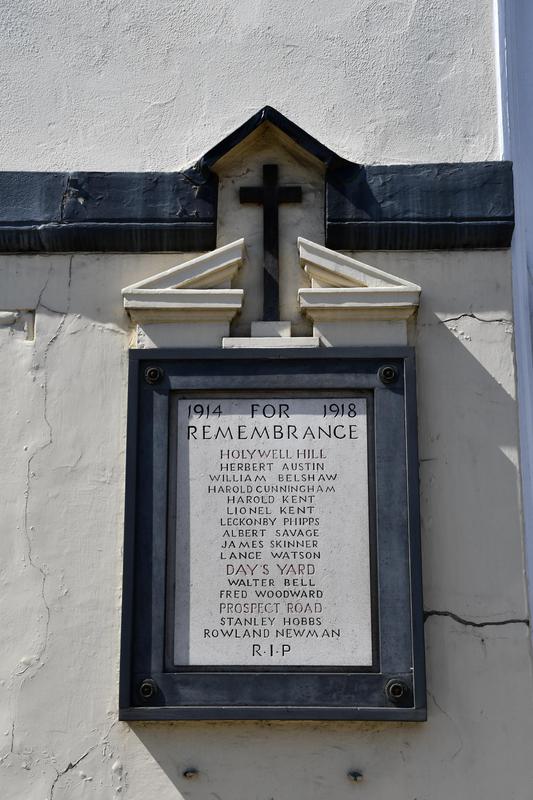 1914 FOR 1918
REMEMBRANCE
HOLYWELL HILL
HERBERT AUSTIN
WILLIAM BELSHAW
HAROLD CUNNINGHAM
HAROLD KENT
LIONEL KENT
LECKONBY PHIPPS
ALBERT SAVAGE
JAMES SKINNER
LANCE WATSON
DAY'S YARD
WALTER BELL
FRED WOODWARD
PROSPECT ROAD
STANLEY HOBBS
ROWLAND NEWMAN
R·I·P